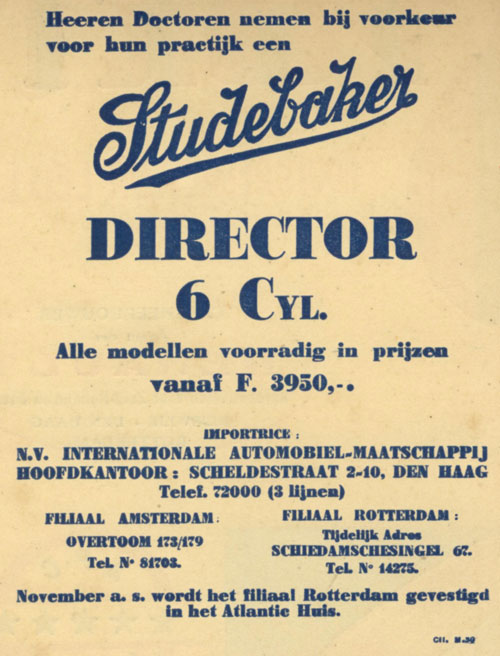 Heeren Doctoren nemen bij voorkeur
voor hun practijk een
Studebaker
DIRECTOR
6 CYL.
Alle modellen voorradig in prijzen
vanaf F. 3950,-.
IMPORTRICE :
N.V. INTERNATIONALE AUTOMOBIEL-MAATSCHAPPIJ
HOOFDKANTOOR : SCHELDESTRAAT 2-10, DEN HAAG
Telef. 72000 (3 lijnen)
FILIAAL AMSTERDAM:
OVERTOOM 173/179
Tel. No 81703.
FILIAAL ROTTERDAM :
Tijdelijk Adres
SCHIEDAMSCHESINGEL 67.
Tel. No 14275.
November a. s. wordt het filiaal Rotterdam gevestigd
in het Atlantic Huis.